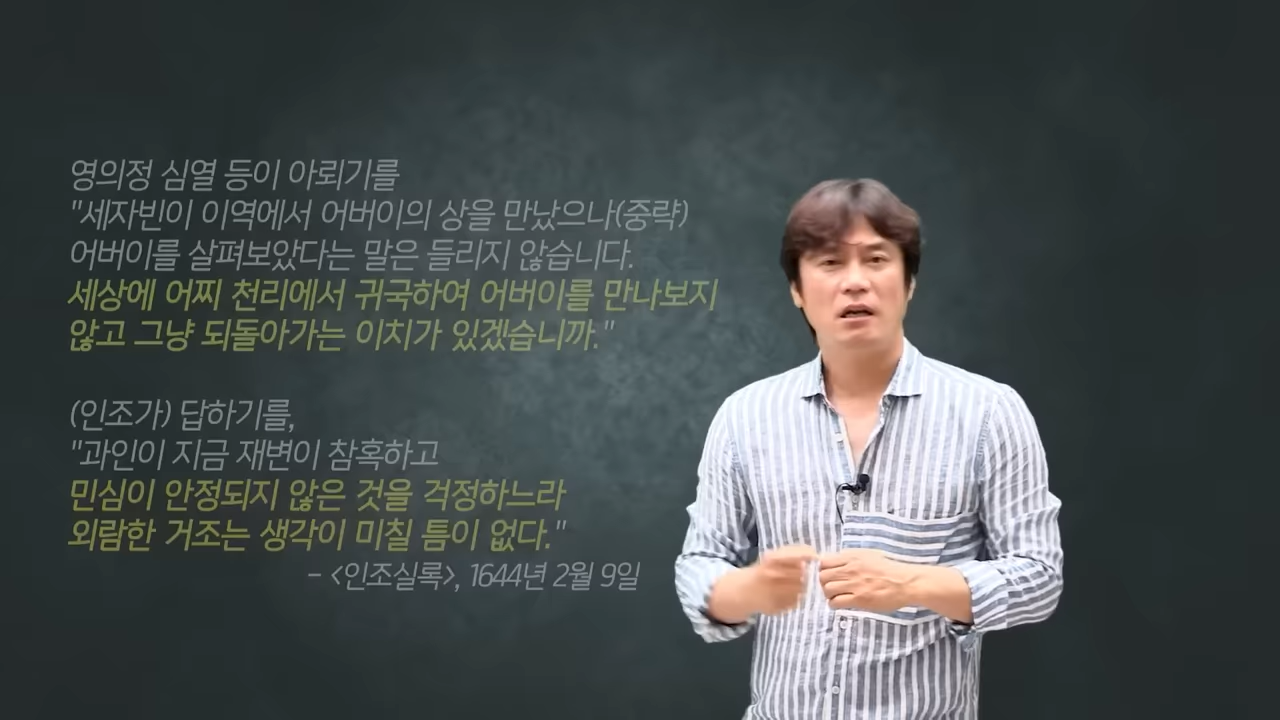 영의정 심열 등이 아뢰기를
"세자빈이 이역에서 어버이의 상을 만났으나(중략)
어버이를 살펴보았다는 말은 들리지 않습니다.
세상에 어찌 천리에서 귀국하여 어버이를 만나보지
않고 그냥 되돌아가는 이치가 있겠습니까."
(인조가) 답하기를,
"과인이 지금 재변이 참혹하고
민심이 안정되지 않은 것을 걱정하느라
외람한 거조는 생각이 미칠 틈이 없다."
- <인조실록>, 1644년 2월 9일